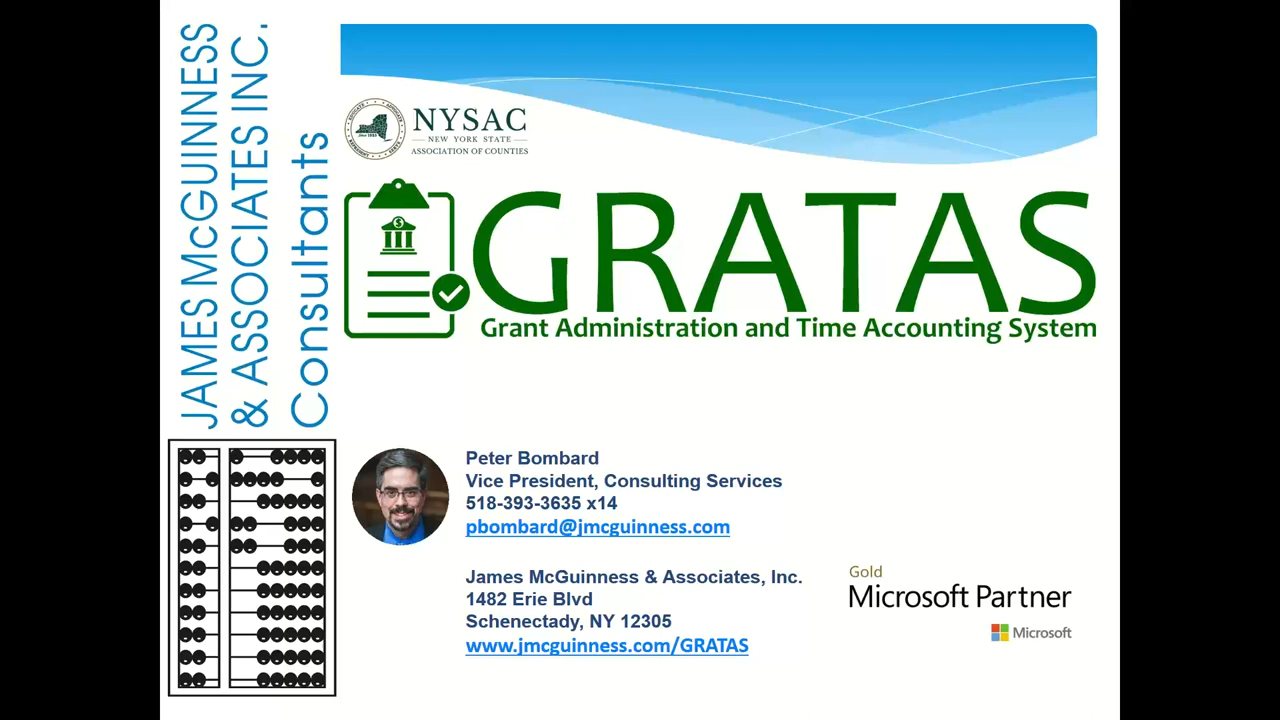 JAMES McGUINNESS
& ASSOCIATES INC.
Consultants
NYSAC
NEW YORK STATE
ASSOCIATION OF COUNTIES
GRATAS
Grant Administration and Time Accounting System
Peter Bombard
Vice President, Consulting Services
518-393-3635 x14
pbombard@jmcguinness.com
James McGuinness & Associates, Inc.
1482 Erie Blvd
Schenectady, NY 12305
www.jmcguinness.com/GRATAS
Gold
Microsoft Partner
Microsoft